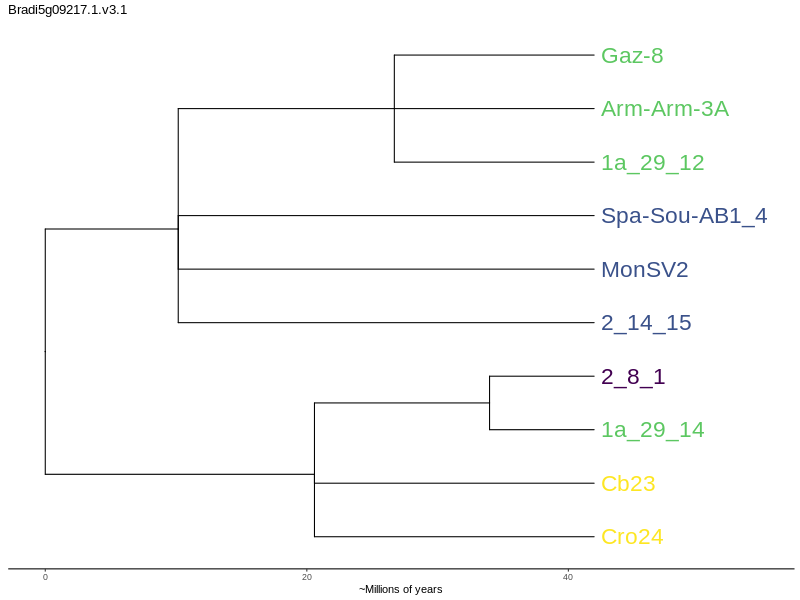 Bradi5g09217.1.v3.1
Gaz-8
Arm-Arm-3A
1a_29_12
Spa-Sou-AB1_4
MonSV2
2_14_15
2_8_1
1a_29_14
Cb23
Cro24
0 20 40
~Millions of years